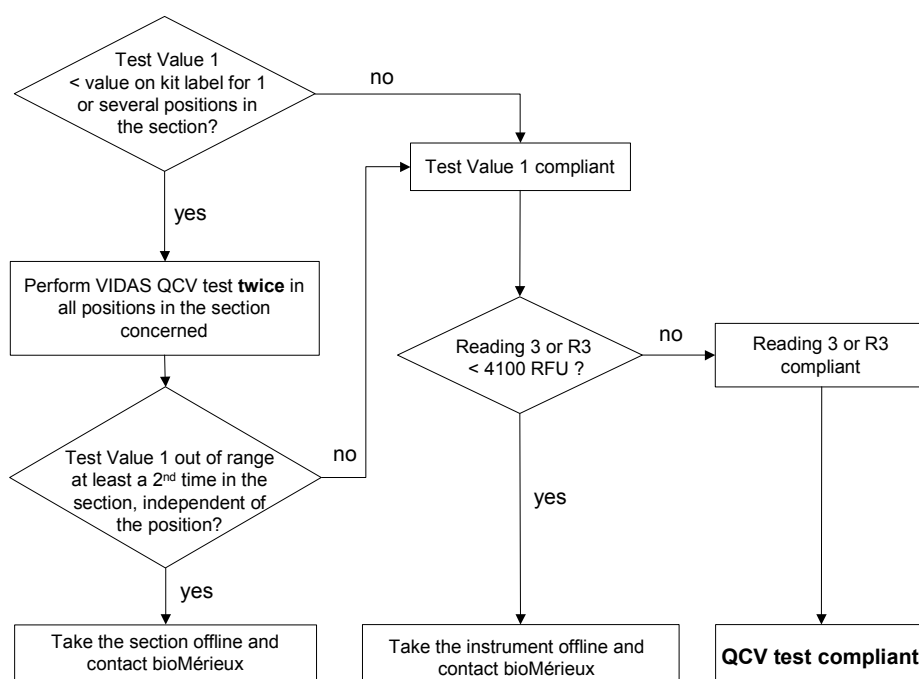 Test Value 1
< value on kit label for 1
or several positions in
the section?
no
Test Value 1 compliant
yes
Perform VIDAS QCV test twice in
all positions in the section
concerned
Reading 3 or R3
< 4100 RFU ?
no
Reading 3 or R3
compliant
Test Value 1 out of range
at least a 2nd time in the
section, independent of
the position?
no
yes
yes
Take the section offline and
contact bioMérieux
Take the instrument offline and
contact bioMérieux
QCV test compliant